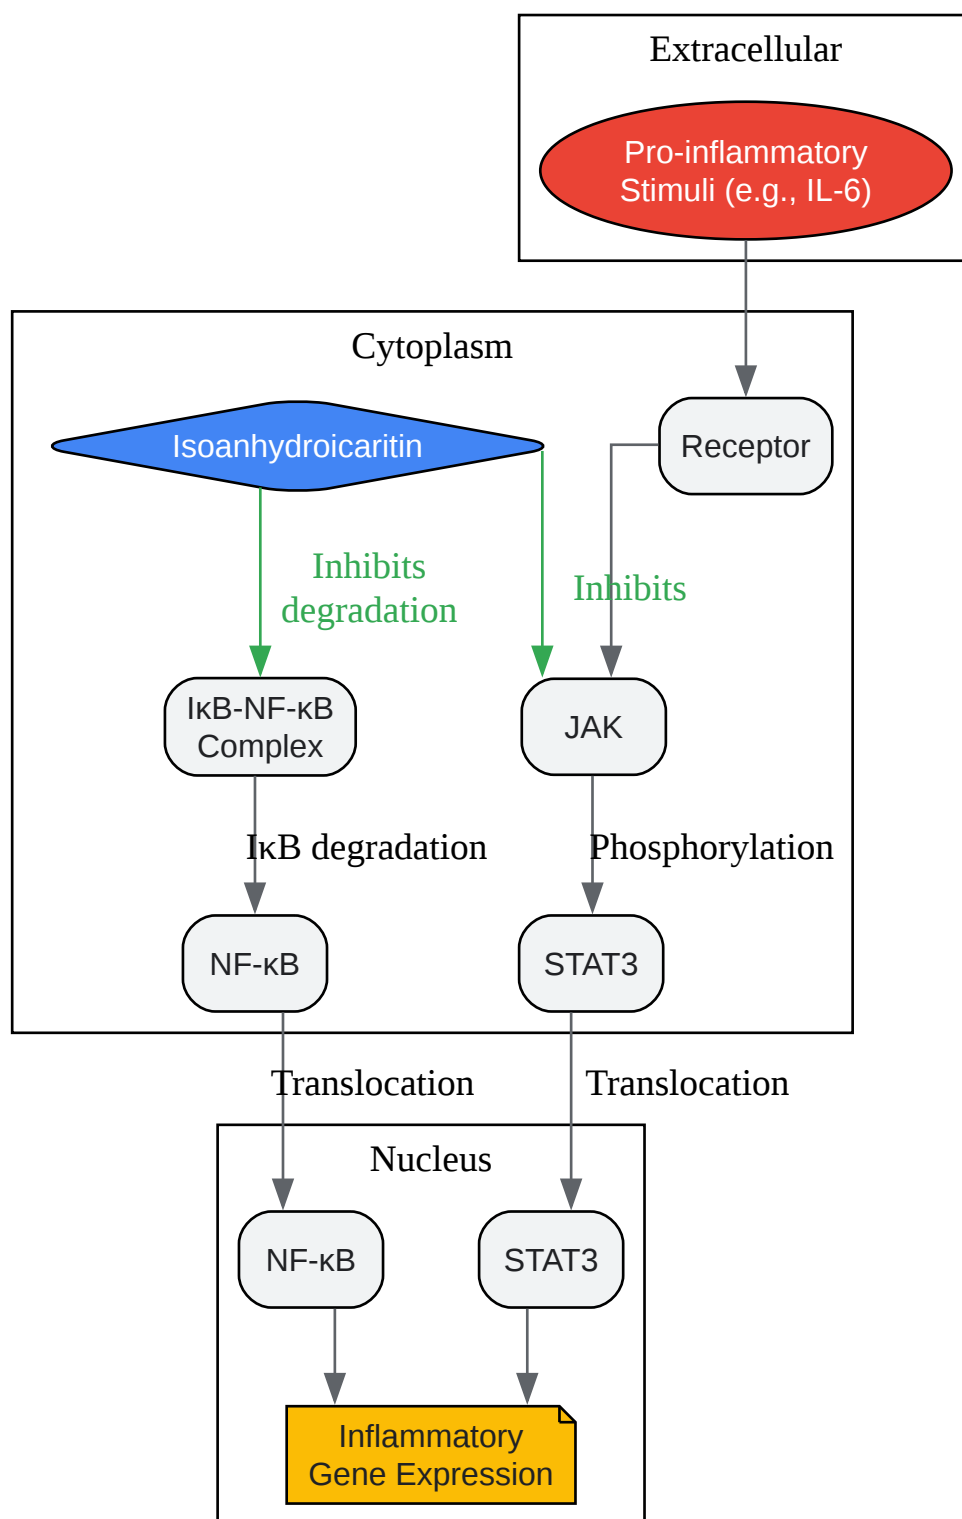 Extracellular
Pro-inflammatory
Stimuli (e.g., IL-6)
Cytoplasm
Isoanhydroicaritin
Receptor
Inhibits
degradation
Inhibits
IκB-NF-κB
Complex
JAK
IκB degradation
Phosphorylation
NF-κB
STAT3
Translocation
Translocation
Nucleus
NF-κB
STAT3
Inflammatory
Gene Expression